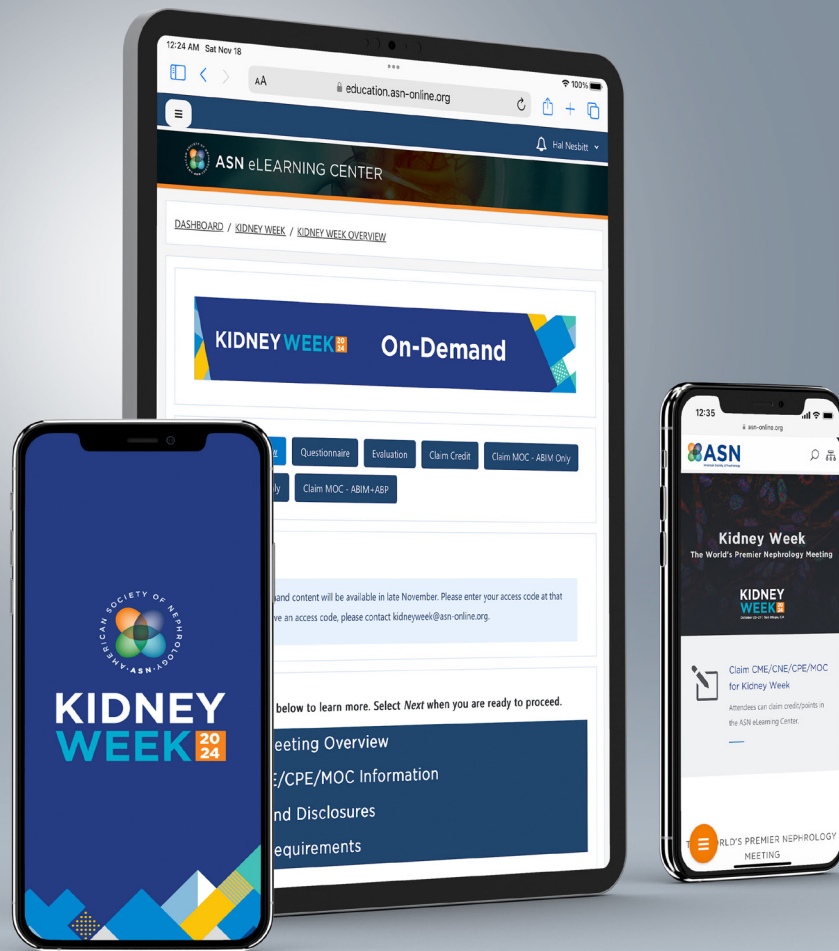 12:24 AM Sat Nov 18
100%
AA
education.asn-online.org
Hal Nesbitt
ASN eLEARNING CENTER
DASHBOARD / KIDNEY WEEK / KIDNEY WEEK OVERVIEW
KIDNEY WEEK 2024 On-Demand
Questionnaire Evaluation Claim Credit Claim MOC - ABIM Only
ly Claim MOC - ABIM+ABP
and content will be available in late November. Please enter your access code at that
ve an access code, please contact kidneyweek@asn-online.org.
below to learn more. Select Next when you are ready to proceed.
eeting Overview
E/CPE/MOC Information
nd Disclosures
equirements
AMERICAN SOCIETY OF NEPHROLOGY
ASN
KIDNEY
WEEK 20
24
12:35
asn-online.org
ASN
American Society of Nephrology
Kidney Week
The World's Premier Nephrology Meeting
KIDNEY
WEEK
Claim CME/CNE/CPE/MOC
for Kidney Week
Attendees can claim credit/points in
the ASN eLearning Center.
RLD'S PREMIER NEPHROLOGY
MEETING